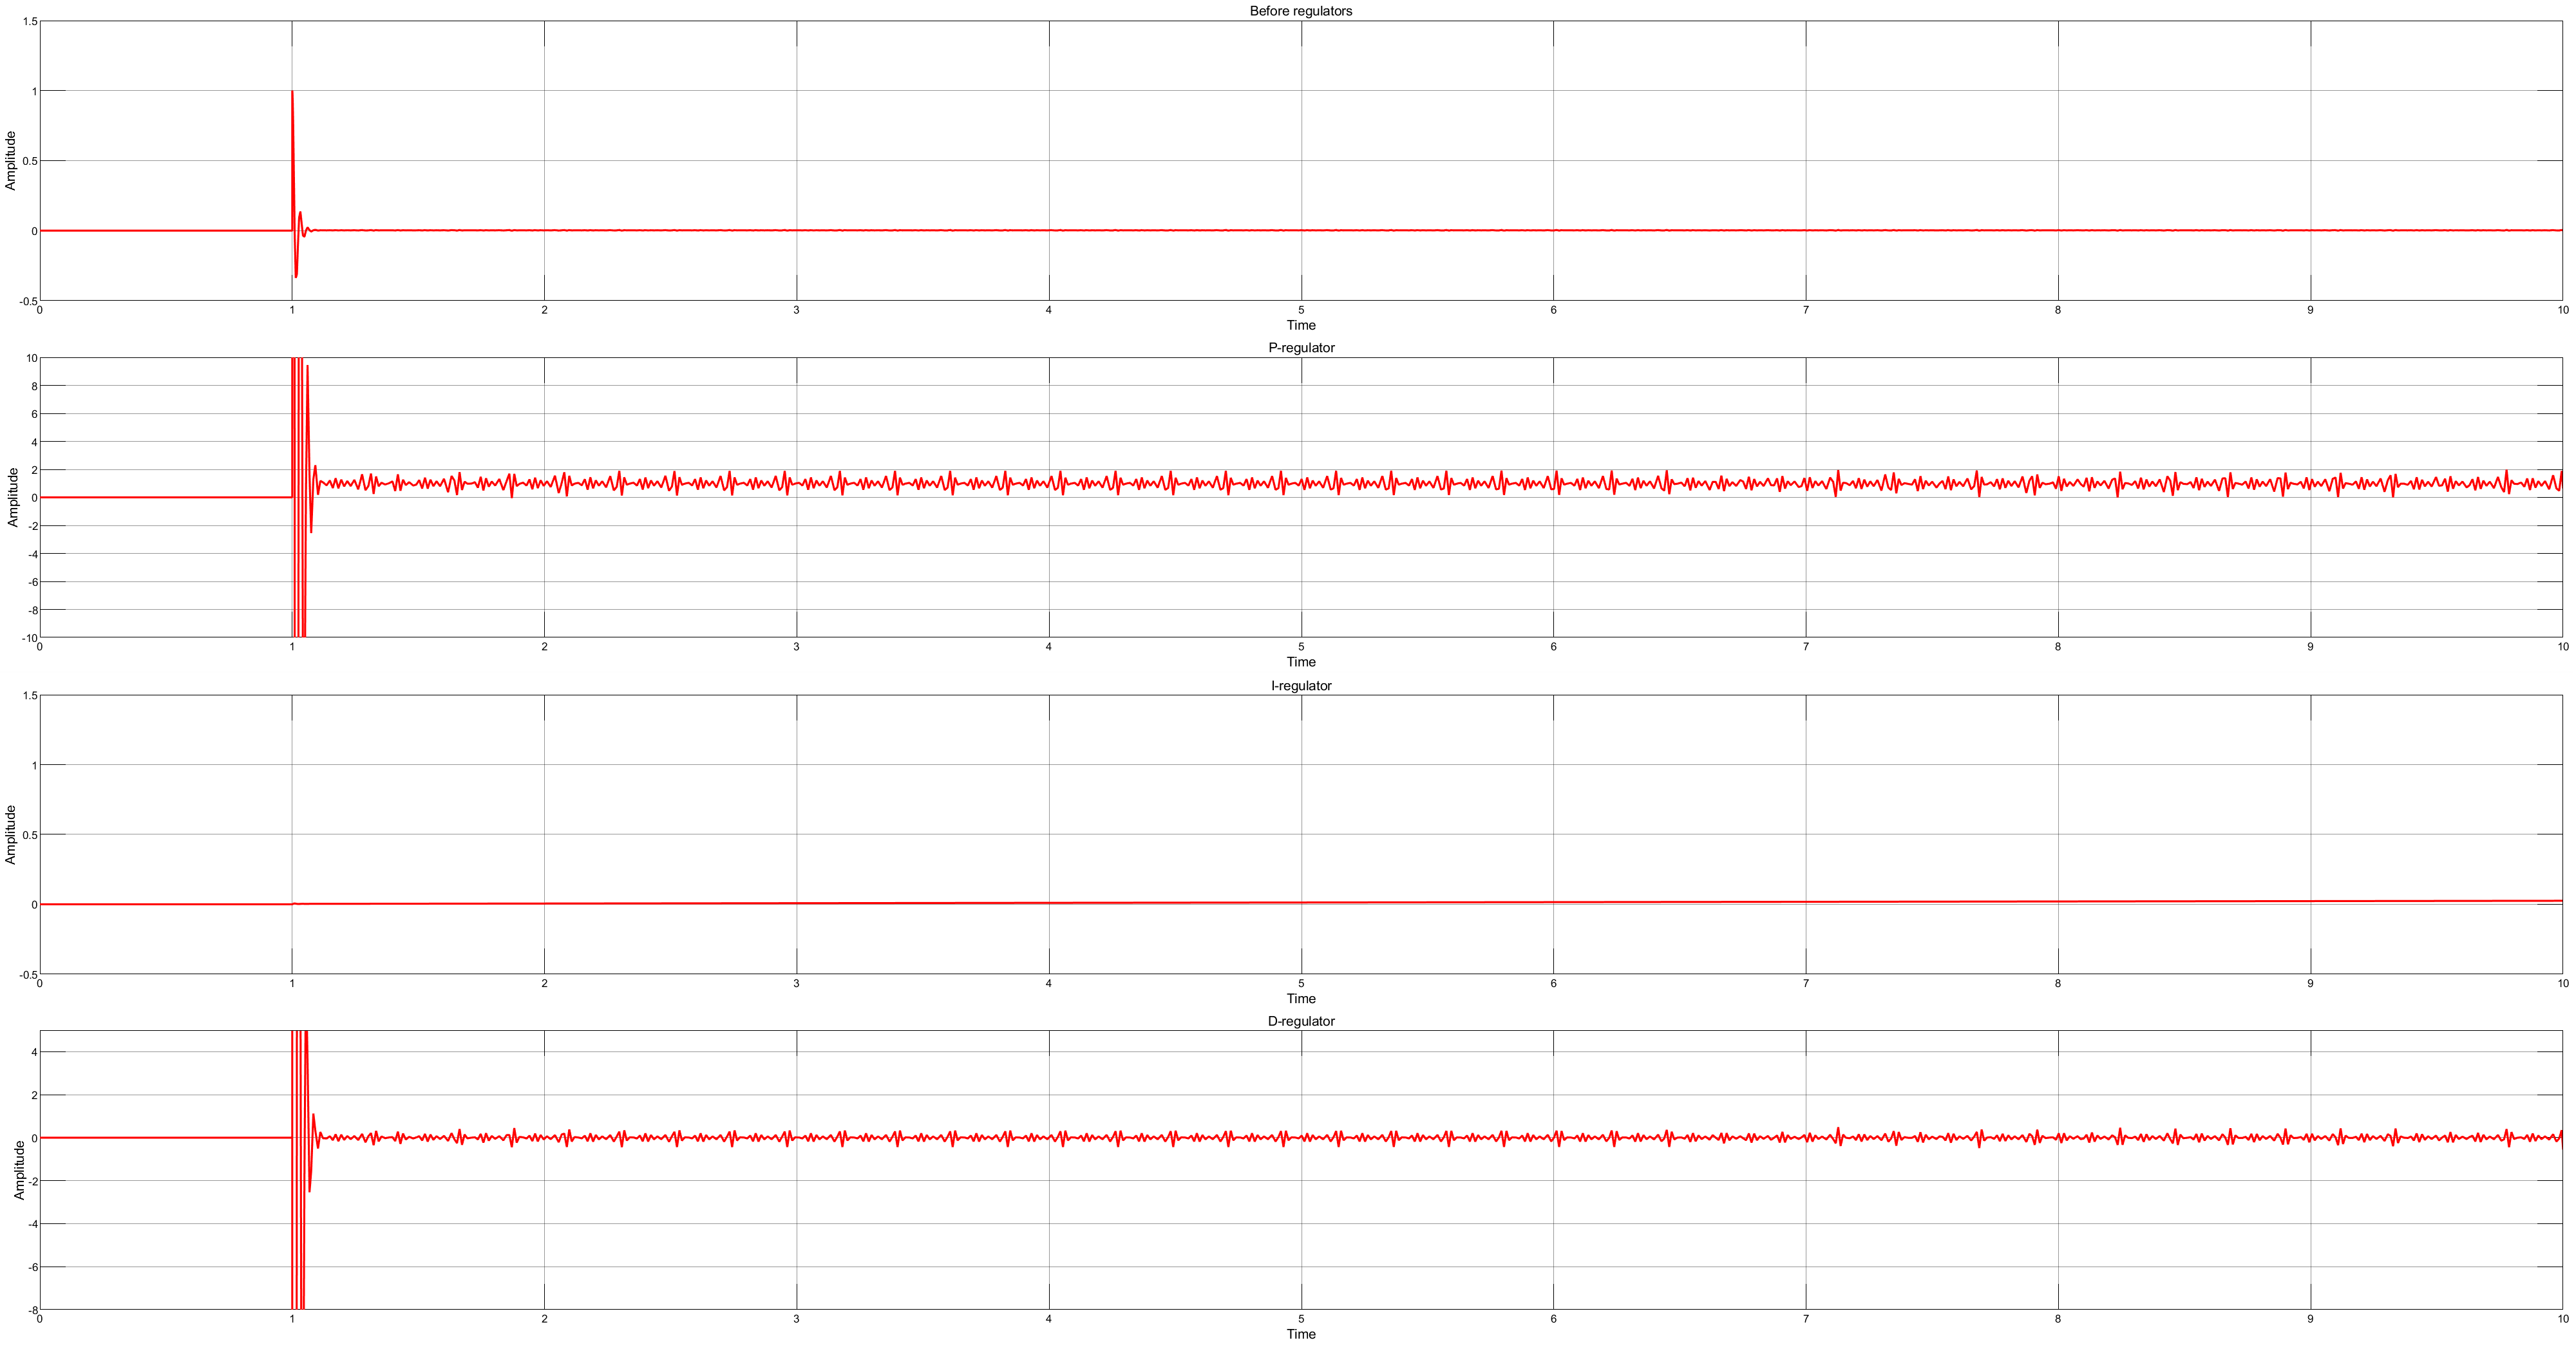 Before regulators
1.5
1
0.5
0
-0.5
Amplitude
0 1 2 3 4 5 6 7 8 9 10
Time
P-regulator
10
8
6
4
2
0
-2
-4
-6
-8
-10
Amplitude
0 1 2 3 4 5 6 7 8 9 10
Time
I-regulator
1.5
1
0.5
0
-0.5
Amplitude
0 1 2 3 4 5 6 7 8 9 10
Time
D-regulator
4
2
0
-2
-4
-6
-8
Amplitude
0 1 2 3 4 5 6 7 8 9 10
Time